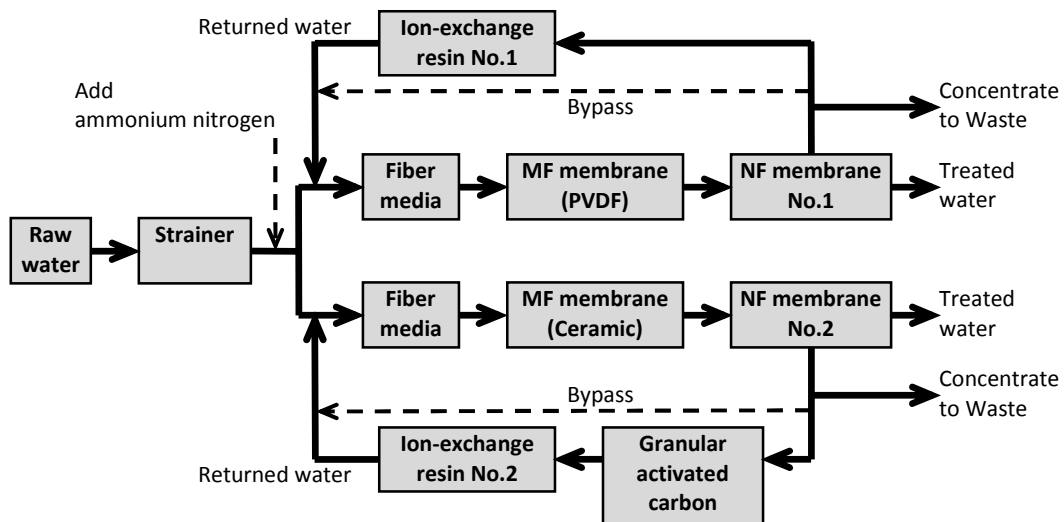 Returned water
Ion-exchange
resin No.1
Add
ammonium nitrogen
Bypass
Concentrate
to Waste
Fiber
media
MF membrane
(PVDF)
NF membrane
No.1
Treated
water
Raw
water
Strainer
Fiber
media
MF membrane
(Ceramic)
NF membrane
No.2
Treated
water
Bypass
Concentrate
to Waste
Returned water
Ion-exchange
resin No.2
Granular
activated
carbon